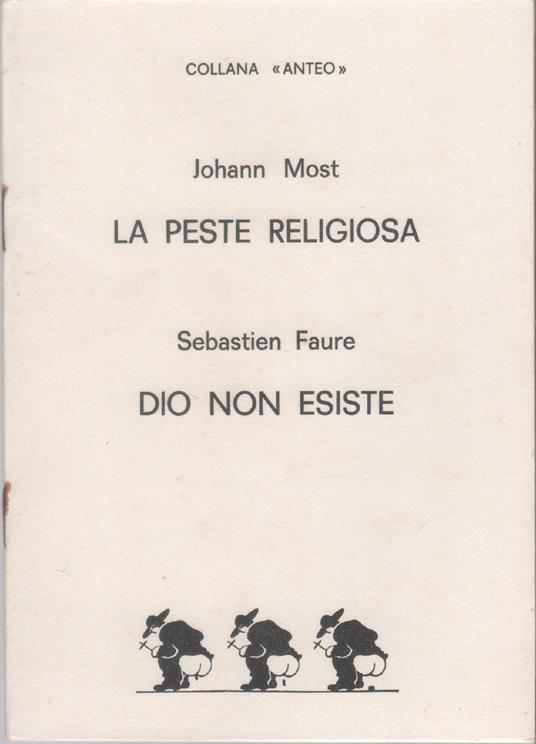 COLLANA «ANTEO»
Johann Most
LA PESTE RELIGIOSA
Sebastien Faure
DIO NON ESISTE